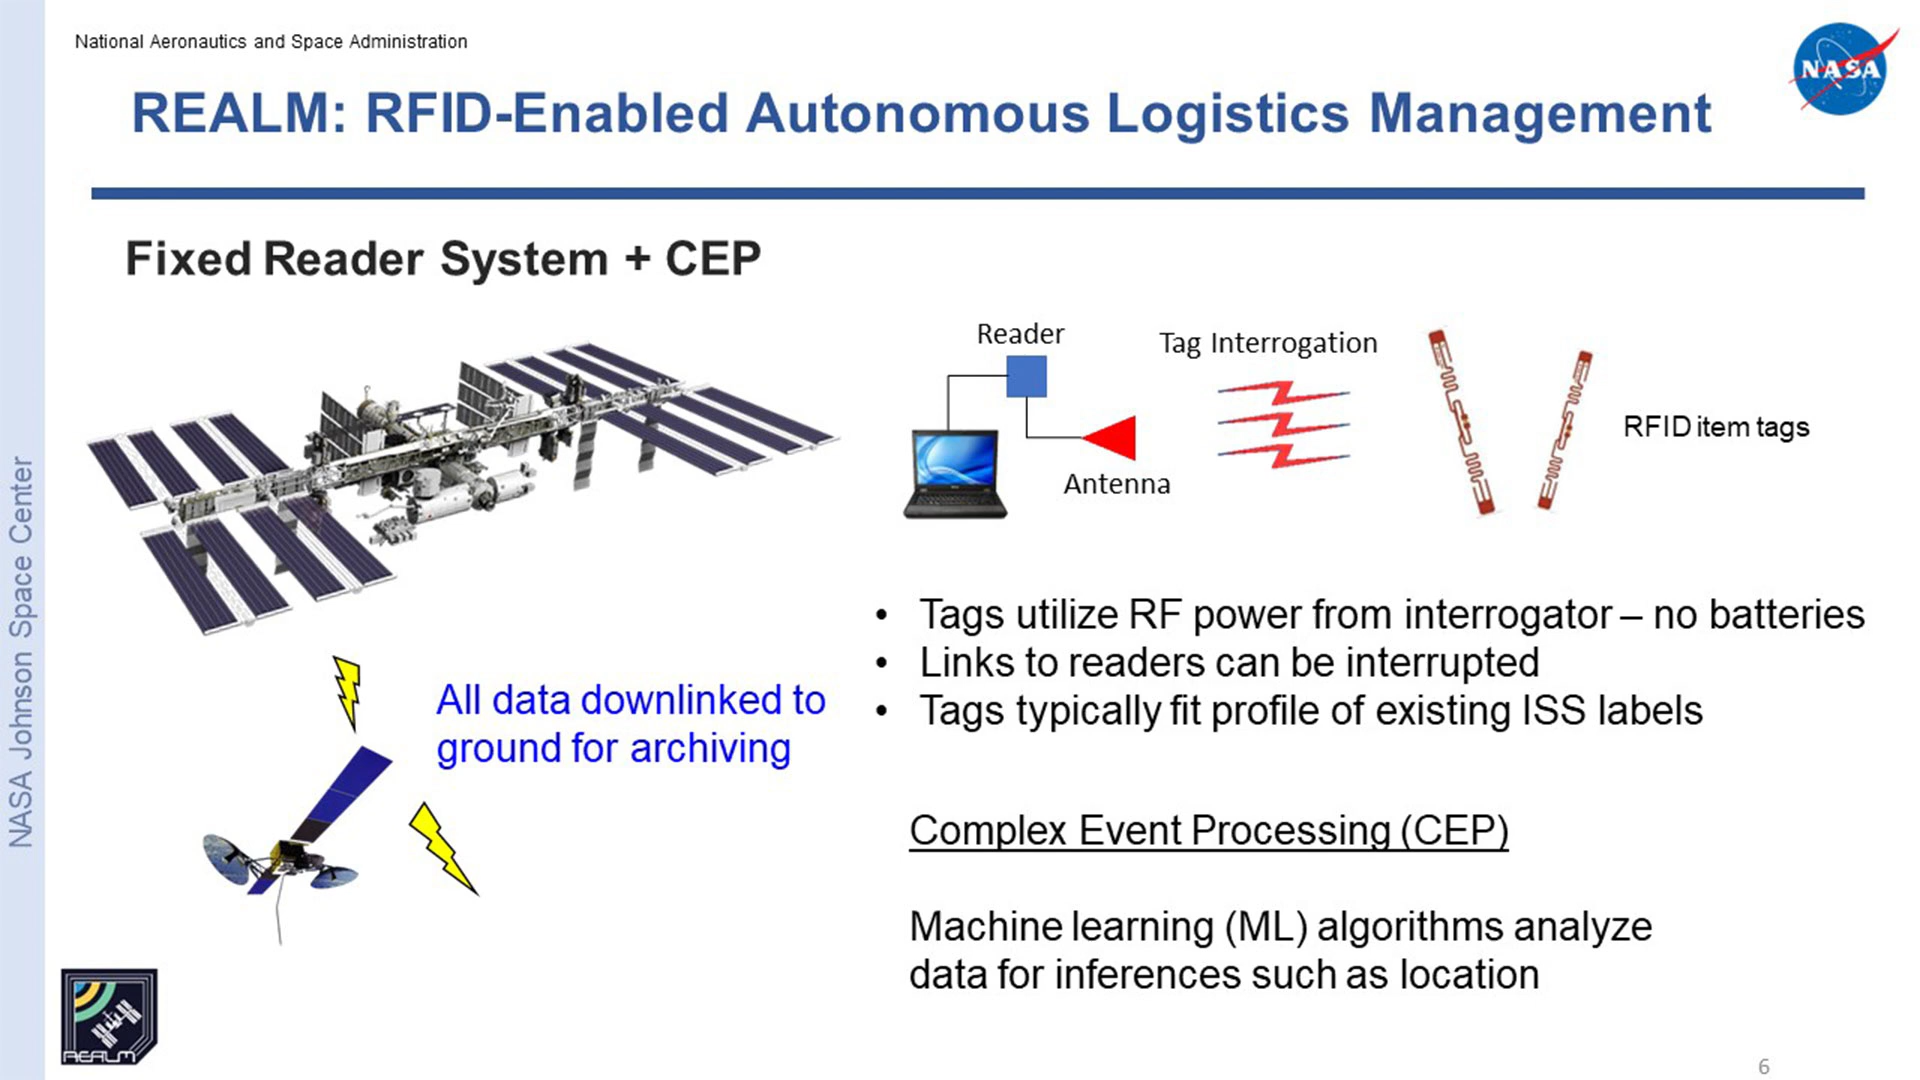 National Aeronautics and Space Administration
NASA
REALM: RFID-Enabled Autonomous Logistics Management
Fixed Reader System + CEP
Reader
Tag Interrogation
RFID item tags
Antenna
• Tags utilize RF power from interrogator – no batteries
• Links to readers can be interrupted
• Tags typically fit profile of existing ISS labels
All data downlinked to
ground for archiving
Complex Event Processing (CEP)
Machine learning (ML) algorithms analyze
data for inferences such as location
NASA Johnson Space Center
REALM
6